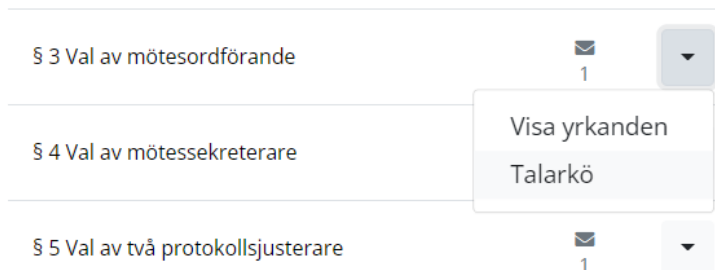 § 3 Val av mötesordförande
1
Visa yrkanden
§ 4 Val av mötessekreterare
Talarkö
§ 5 Val av två protokollsjusterare
1